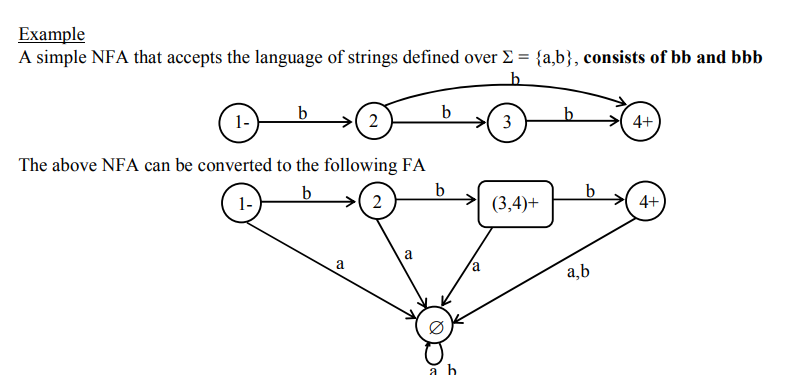 Example
A simple NFA that accepts the language of strings defined over Σ = {a,b}, consists of bb and bbb
b
b b b
1- 2 3 4+
The above NFA can be converted to the following FA
b b b
1- 2 (3,4)+ 4+
a a a a,b
∅
a b